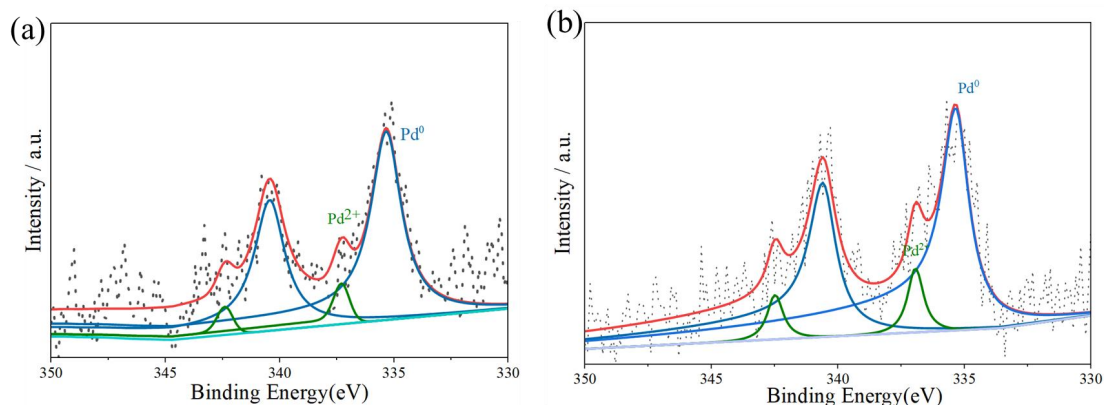 (a)
Intensity / a.u.
Pd⁰
Pd²⁺
350 345 340 335 330
Binding Energy(eV)
(b)
Intensity / a.u.
Pd⁰
350 345 340 335 330
Binding Energy(eV)